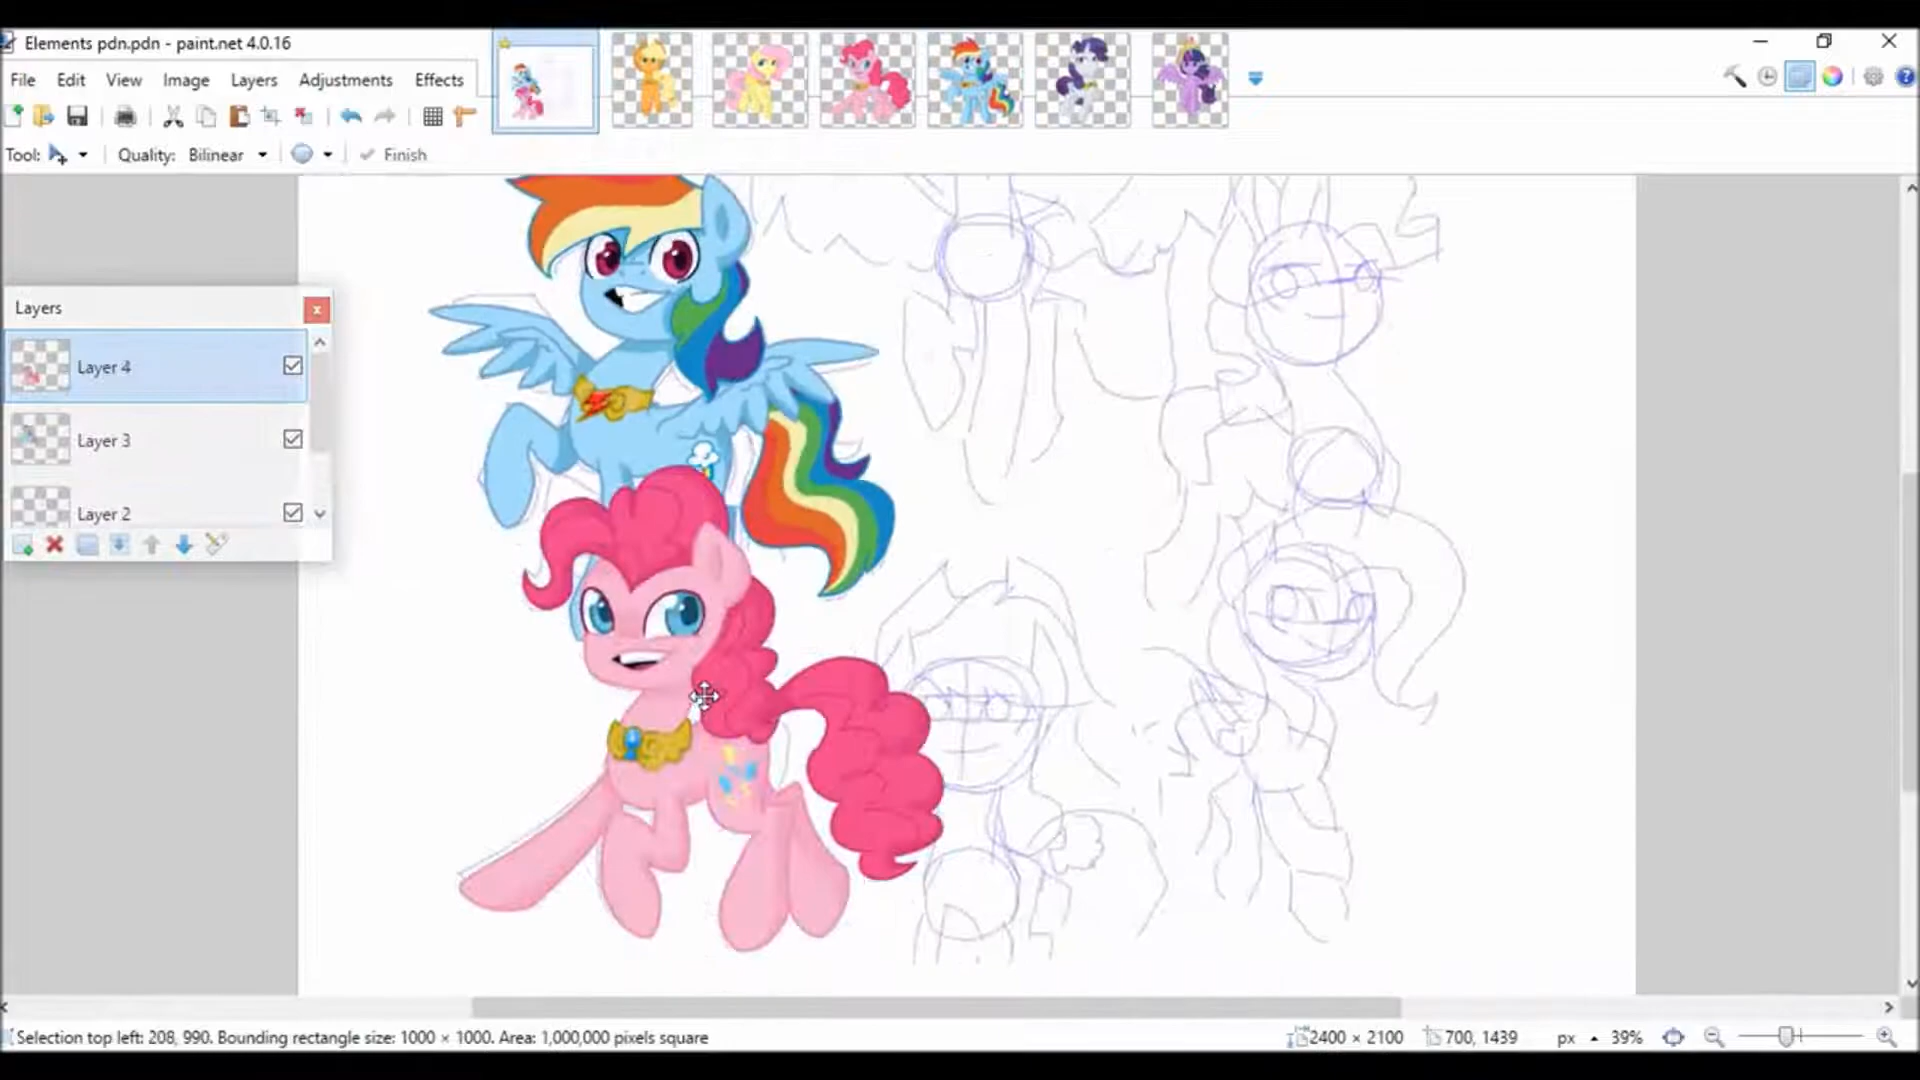 Elements pdn.pdn - paint.net 4.0.16
File Edit View Image Layers Adjustments Effects
Tool: Quality: Bilinear Finish
Layers
Layer 4
Layer 3
Layer 2
Selection top left: 208, 990. Bounding rectangle size: 1000 × 1000. Area: 1,000,000 pixels square
2400 × 2100 700, 1439 px 39%